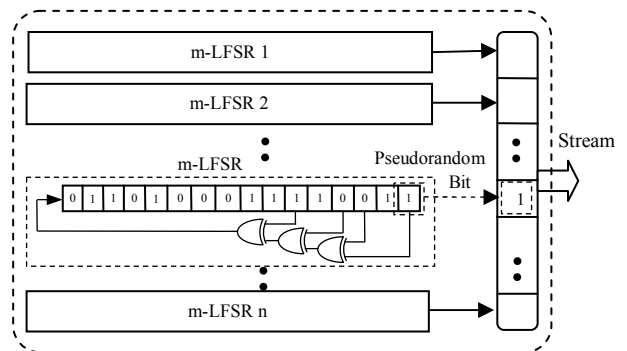 m-LFSR 1
m-LFSR 2
m-LFSR
Pseudorandom
Bit
Stream
0 1 1 0 1 0 0 0 1 1 1 1 0 0 1 1
1
m-LFSR n